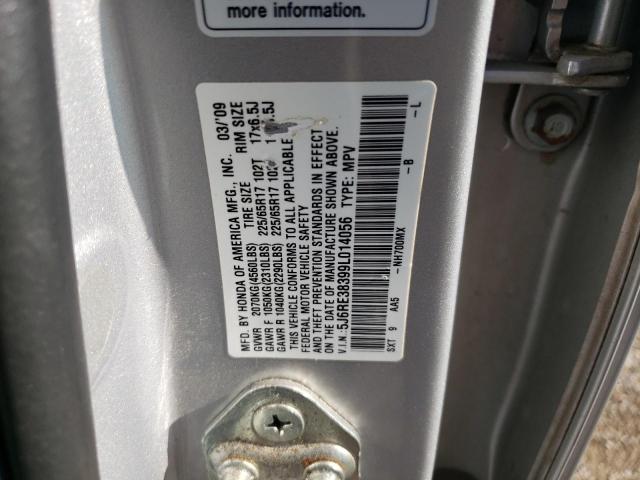 more information.
MFD. BY HONDA OF AMERICA MFG., INC. 03/'09
TIRE SIZE RIM SIZE
GVWR 2070KG(4560LBS) 225/65R17 102T 17x6.5J
GAWR F 1050KG(2310LBS) 225/65R17
GAWR R 1040KG(2290LBS)
THIS VEHICLE CONFORMS TO ALL APPLICABLE
FEDERAL MOTOR VEHICLE SAFETY
AND THEFT PREVENTION STANDARDS IN EFFECT
ON THE DATE OF MANUFACTURE SHOWN ABOVE.
V.I.N.: 5J6RE38399L014056 TYPE: MPV
SXT 9 AA5 -NH700MX -B -L